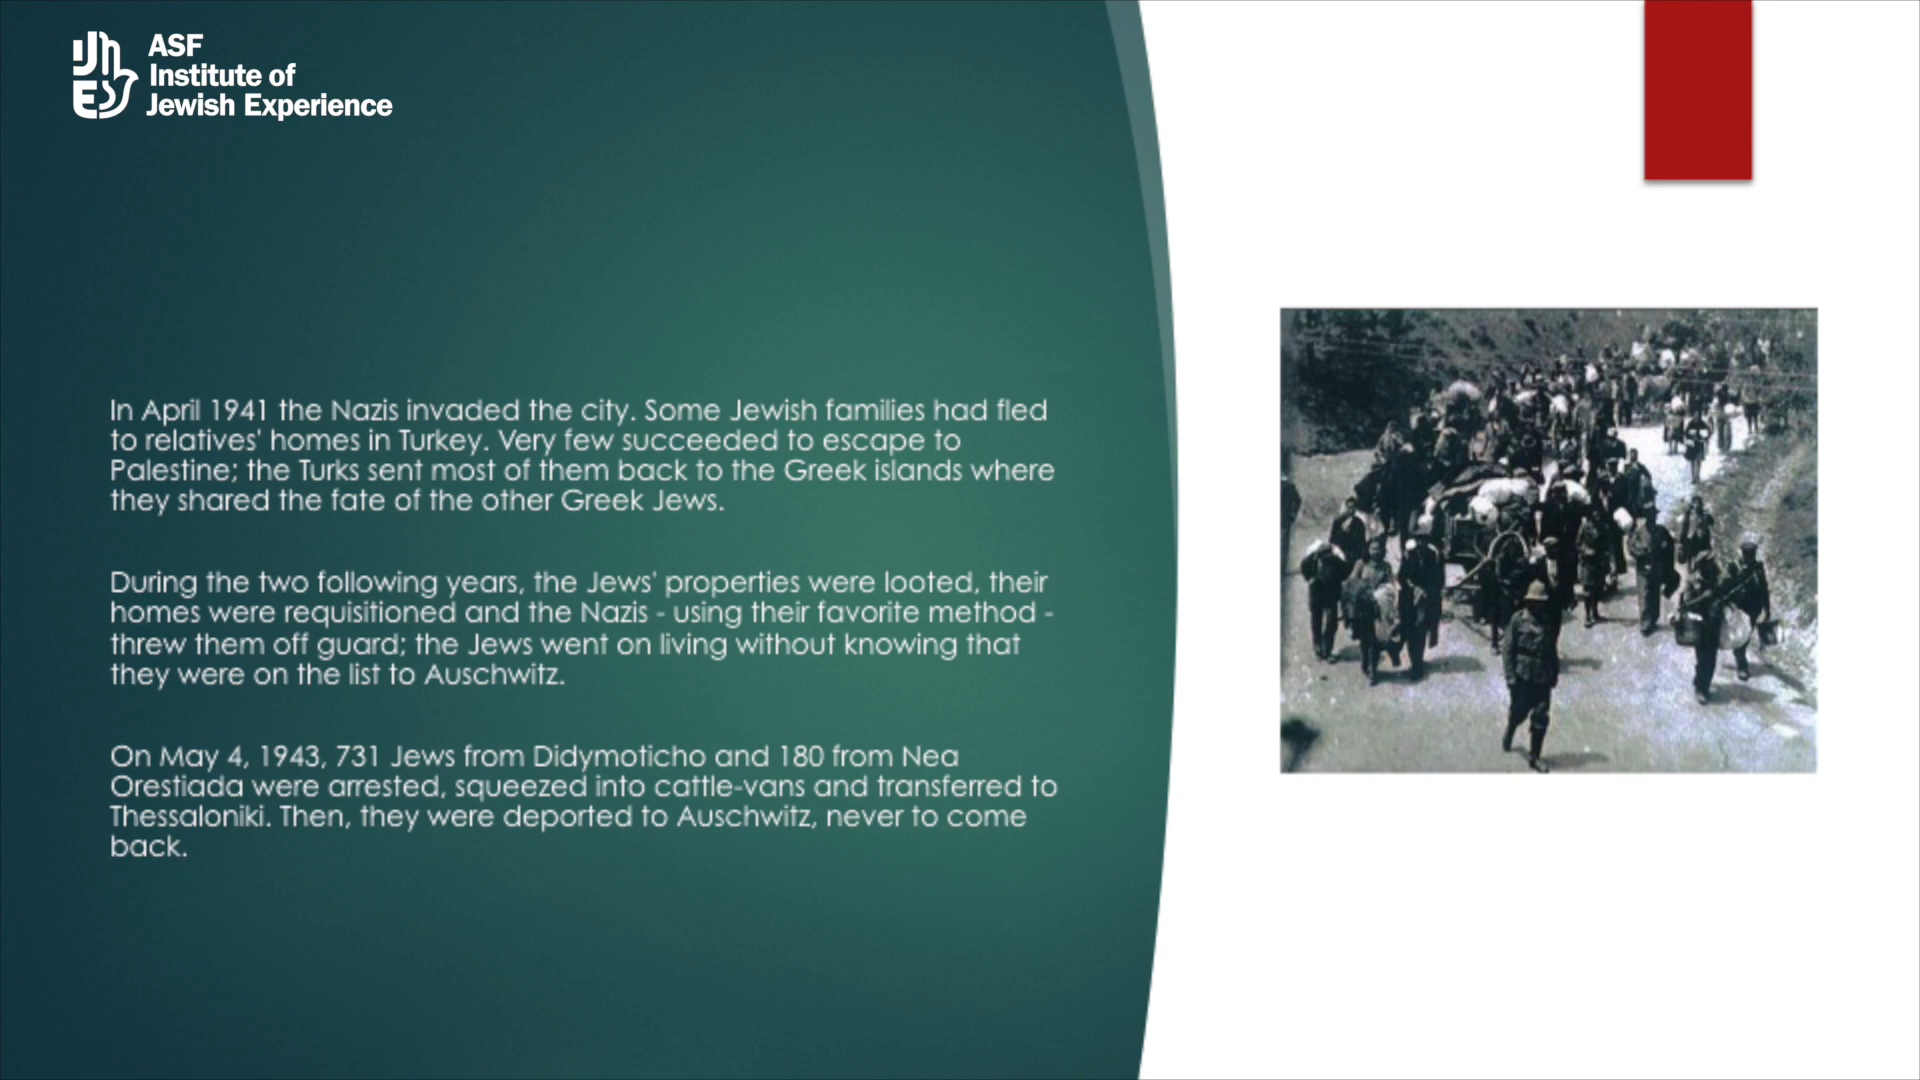 ASF
Institute of
Jewish Experience
In April 1941 the Nazis invaded the city. Some Jewish families had fled
to relatives' homes in Turkey. Very few succeeded to escape to
Palestine; the Turks sent most of them back to the Greek islands where
they shared the fate of the other Greek Jews.
During the two following years, the Jews' properties were looted, their
homes were requisitioned and the Nazis - using their favorite method -
threw them off guard; the Jews went on living without knowing that
they were on the list to Auschwitz.
On May 4, 1943, 731 Jews from Didymoticho and 180 from Nea
Orestiada were arrested, squeezed into cattle-vans and transferred to
Thessaloniki. Then, they were deported to Auschwitz, never to come
back.